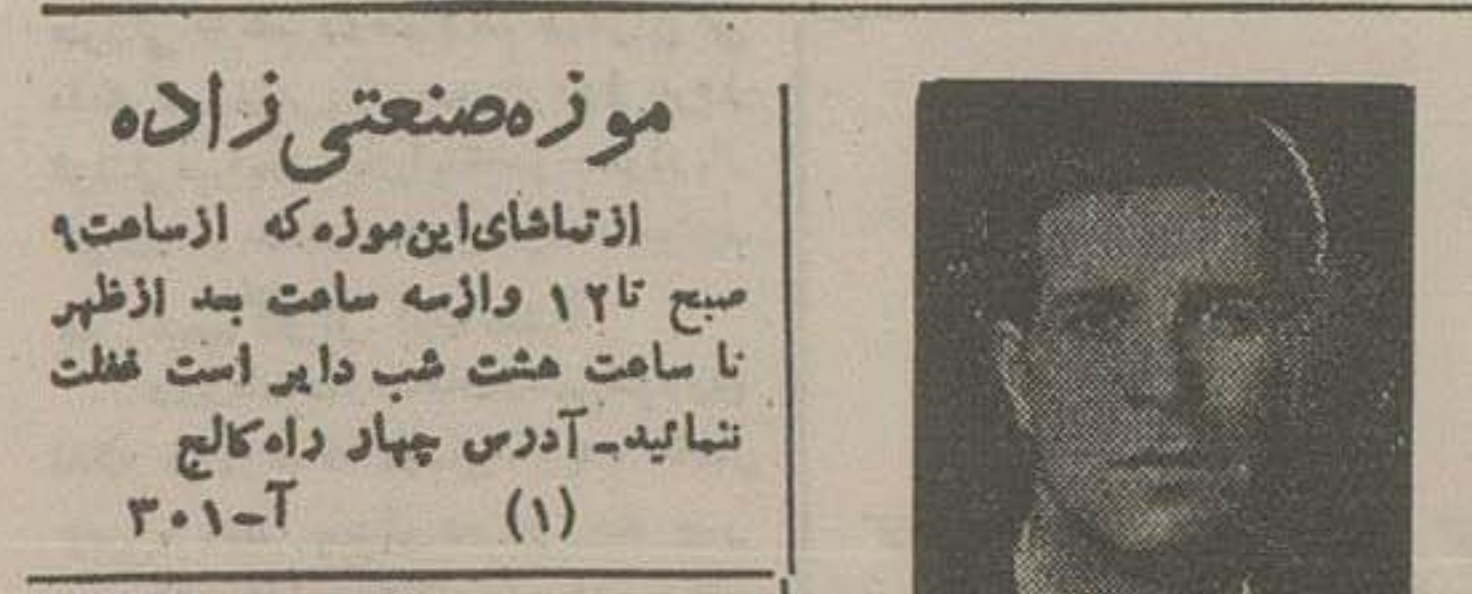 موزه صنعتی زاده
از تماشای این موزه که از ساعت ۹
صبح تا ۱۲ و از سه ساعت بعد از ظهر
تا ساعت هشت شب دایر است غفلت
ننمائید ـ آدرس چهار راه کالج
(۱) آ-۳۰۱